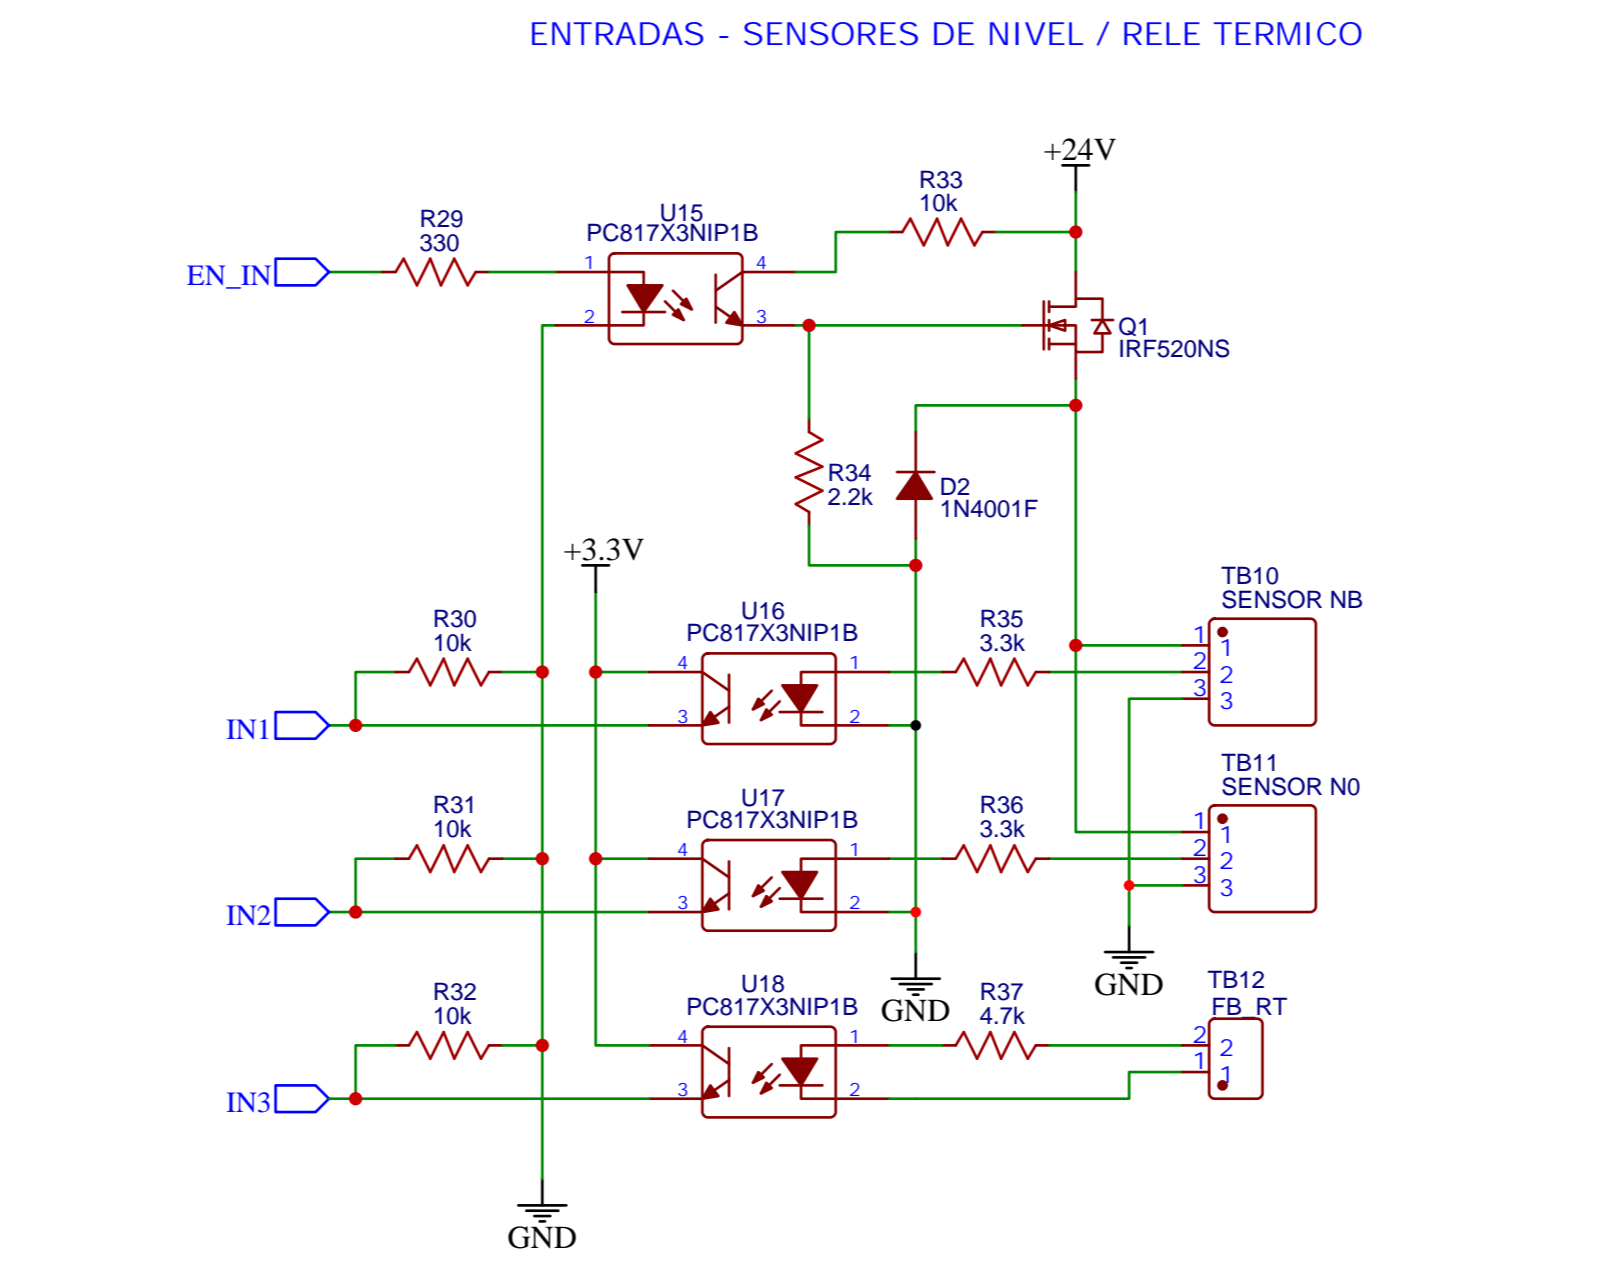 ENTRADAS - SENSORES DE NIVEL / RELE TERMICO
+24V
R33
10k
R29
330
U15
PC817X3NIP1B
EN_IN
1
4
2
3
Q1
IRF520NS
R34
2.2k
D2
1N4001F
+3.3V
TB10
SENSOR NB
R30
10k
U16
PC817X3NIP1B
R35
3.3k
1
1
4
1
2
2
3
3
IN1
3
2
TB11
SENSOR N0
R31
10k
U17
PC817X3NIP1B
R36
3.3k
1
1
4
1
2
2
3
3
IN2
3
2
GND
GND
R32
10k
U18
PC817X3NIP1B
R37
4.7k
TB12
FB_RT
4
1
2
2
1
1
IN3
3
2
GND